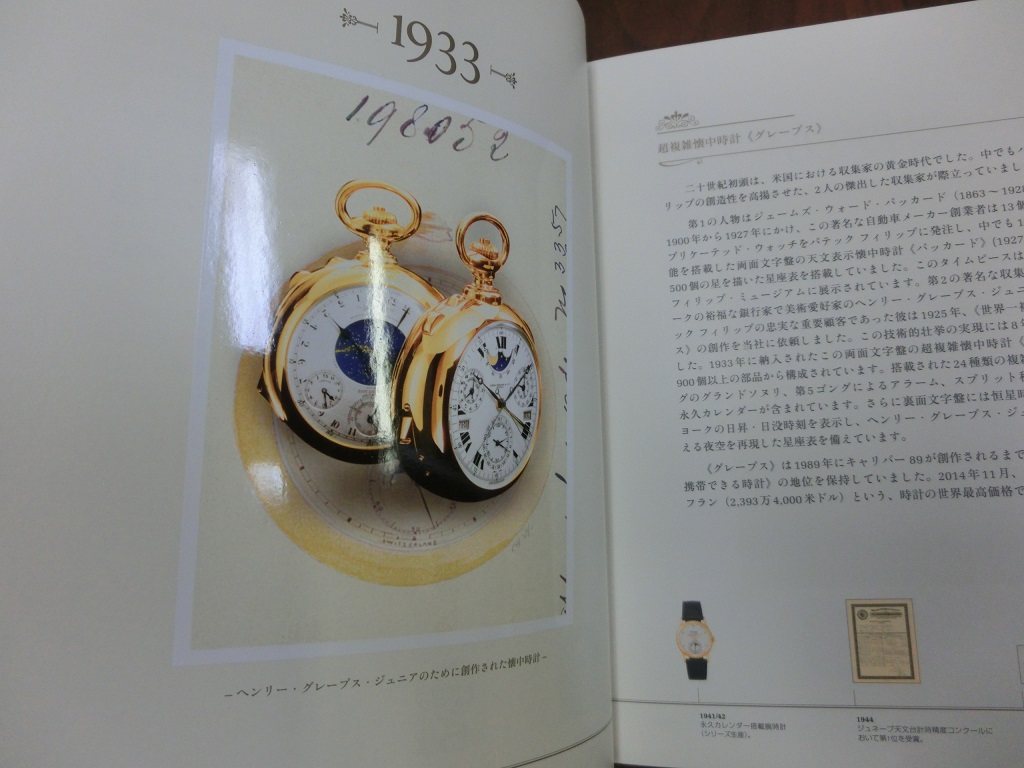 1933
198052
超複雑懐中時計《グレーブス》
二十世紀初頭は、米国における収集家の黄金時代でした。中でも
リップの創造性を高揚させた、2人の傑出した収集家が際立っていまし
第1の人物はジェームズ・ウォード・パッカード（1863～1928
1900年から1927年にかけ、この著名な自動車メーカー創業者は13個
プリケーテッド・ウォッチをパテック フィリップに発注し、中でも1
能を搭載した両面文字盤の天文表示懐中時計《パッカード》(1927
500個の星を描いた星座表を搭載していました。このタイムピースは
フィリップ・ミュージアムに展示されています。第2の著名な収集
ークの裕福な銀行家で美術愛好家のヘンリー・グレーブス・ジュニ
ック フィリップの忠実な重要顧客であった彼は1925年、《世界一
ス》の創作を当社に依頼しました。この技術的壮挙の実現には8
した。1933年に納入されたこの両面文字盤の超複雑懐中時計《
900個以上の部品から構成されています。搭載された24種類の複雑
グのグランドソヌリ、第5ゴングによるアラーム、スプリット秒
永久カレンダーが含まれています。さらに裏面文字盤には恒星時
ヨークの日昇・日没時刻を表示し、ヘンリー・グレーブス・ジュ
える夜空を再現した星座表を備えています。
《グレーブス》は1989年にキャリバー89が創作されるまで
携帯できる時計》の地位を保持していました。2014年11月、
フラン（2,393万4,000米ドル）という、時計の世界最高価格で
–ヘンリー・グレーブス・ジュニアのために創作された懐中時計–
1941/42
永久カレンダー搭載腕時計
（シリーズ生産）。
1944
ジュネーブ天文台計時精度コンクールに
おいて第1位を受賞。